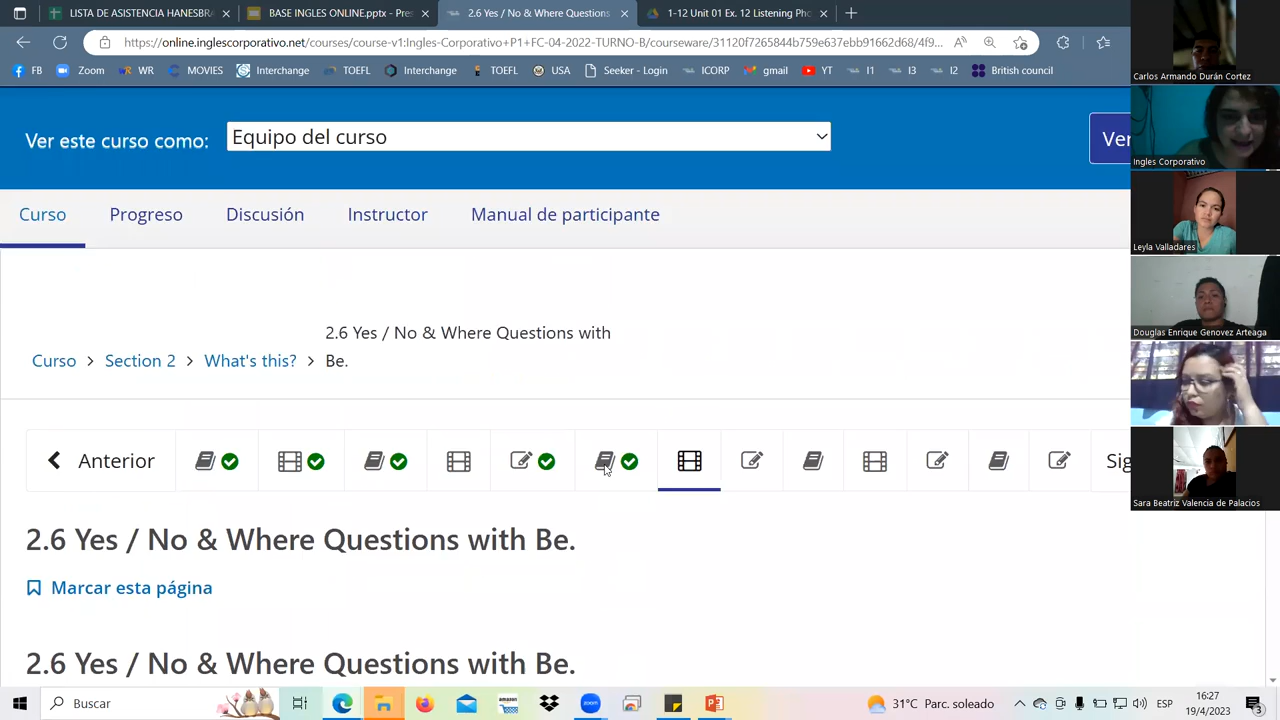 LISTA DE ASISTENCIA HANESBRA
BASE INGLES ONLINE.pptx - Pres
2.6 Yes / No & Where Questions
1-12 Unit 01 Ex. 12 Listening Pho
https://online.inglescorporativo.net/courses/course-v1:Ingles-Corporativo+P1+FC-04-2022-TURNO-B/courseware/31120f7265844b759e637ebb91662d68/4f9...
FB
Zoom
WR
MOVIES
Interchange
TOEFL
Interchange
TOEFL
USA
Seeker - Login
ICORP
gmail
YT
I1
I3
I2
British council
Ver este curso como:
Equipo del curso
Ver
Curso
Progreso
Discusión
Instructor
Manual de participante
2.6 Yes / No & Where Questions with
Curso > Section 2 > What's this? > Be.
Anterior
Sig
2.6 Yes / No & Where Questions with Be.
Marcar esta página
2.6 Yes / No & Where Questions with Be.
Carlos Armando Durán Cortez
Ingles Corporativo
Leyla Valladares
Douglas Enrique Genovez Arteaga
Sara Beatriz Valencia de Palacios
Buscar
amazon
zoom
31°C Parc. soleado
ESP
16:27
19/4/2023
3